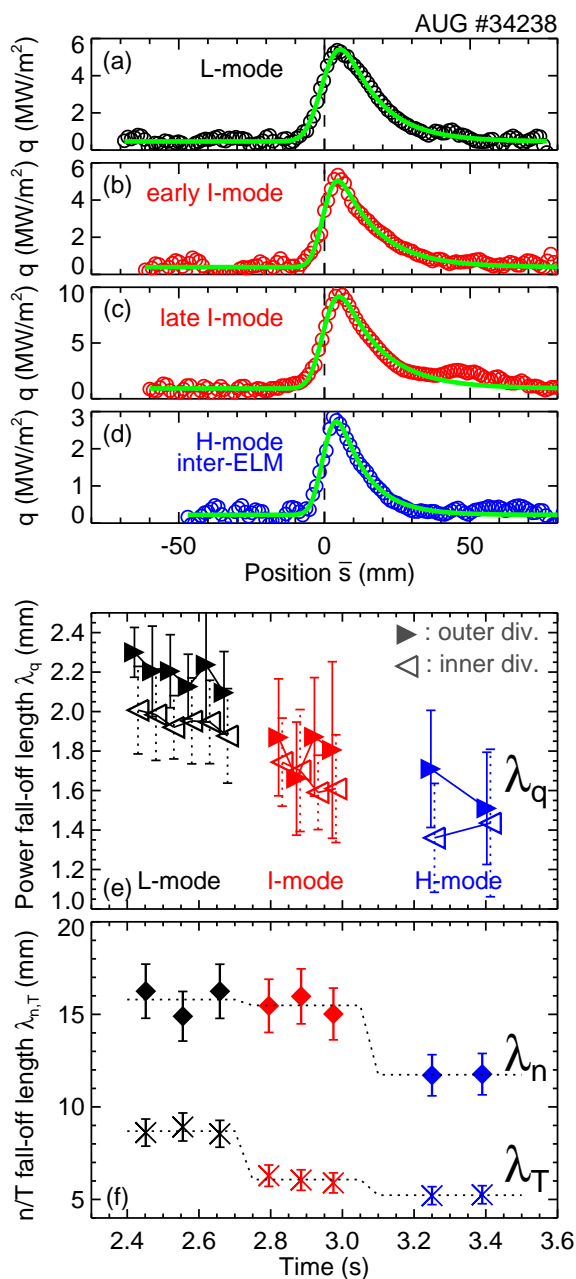 AUG #34238
(a)
L-mode
q (MW/m²)
6
4
2
0
(b)
early I-mode
q (MW/m²)
6
4
2
0
(c)
late I-mode
q (MW/m²)
10
5
0
(d)
H-mode
inter-ELM
q (MW/m²)
3
2
1
0
-50 0 50
Position s̄ (mm)
Power fall-off length λq (mm)
2.4
2.2
2.0
1.8
1.6
1.4
1.2
1.0
: outer div.
: inner div.
λq
(e) L-mode I-mode H-mode
n/T fall-off length λn,T (mm)
20
15
10
5
λn
λT
(f)
2.4 2.6 2.8 3.0 3.2 3.4 3.6
Time (s)